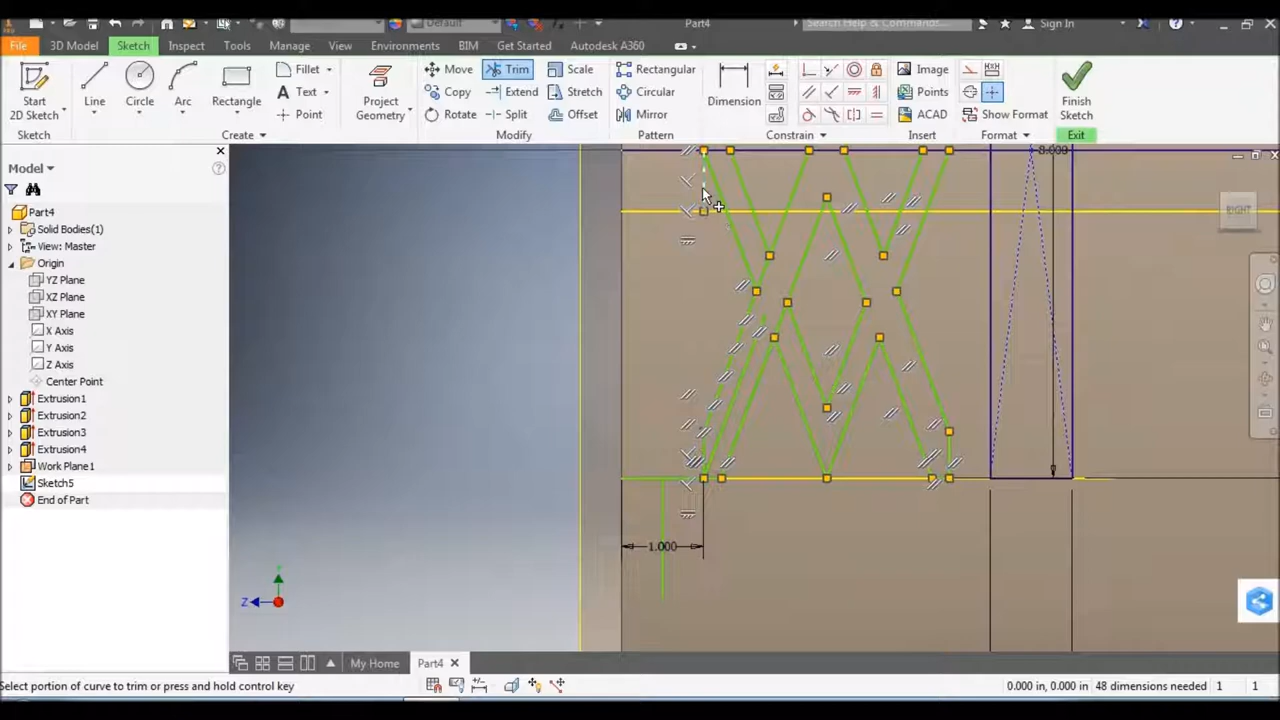 Default
Part4
Search Help & Commands...
Sign In
File
3D Model
Sketch
Inspect
Tools
Manage
View
Environments
BIM
Get Started
Autodesk A360
Start
2D Sketch
Line
Circle
Arc
Rectangle
Fillet
Text
Point
Project
Geometry
Move
Copy
Rotate
Trim
Extend
Split
Scale
Stretch
Offset
Rectangular
Circular
Mirror
Dimension
Image
Points
ACAD
Show Format
Finish
Sketch
Sketch
Create
Modify
Pattern
Constrain
Insert
Format
Exit
Model
Part4
Solid Bodies(1)
View: Master
Origin
YZ Plane
XZ Plane
XY Plane
X Axis
Y Axis
Z Axis
Center Point
Extrusion1
Extrusion2
Extrusion3
Extrusion4
Work Plane1
Sketch5
End of Part
8.000
RIGHT
1.000
Z
My Home
Part4
Select portion of curve to trim or press and hold control key
0.000 in, 0.000 in
48 dimensions needed
1
1